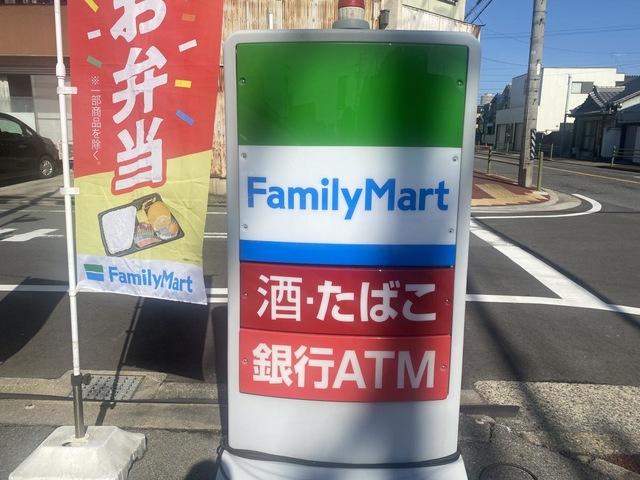 お弁当
※一部商品を除く。
FamilyMart
FamilyMart
酒・たばこ
銀行ATM